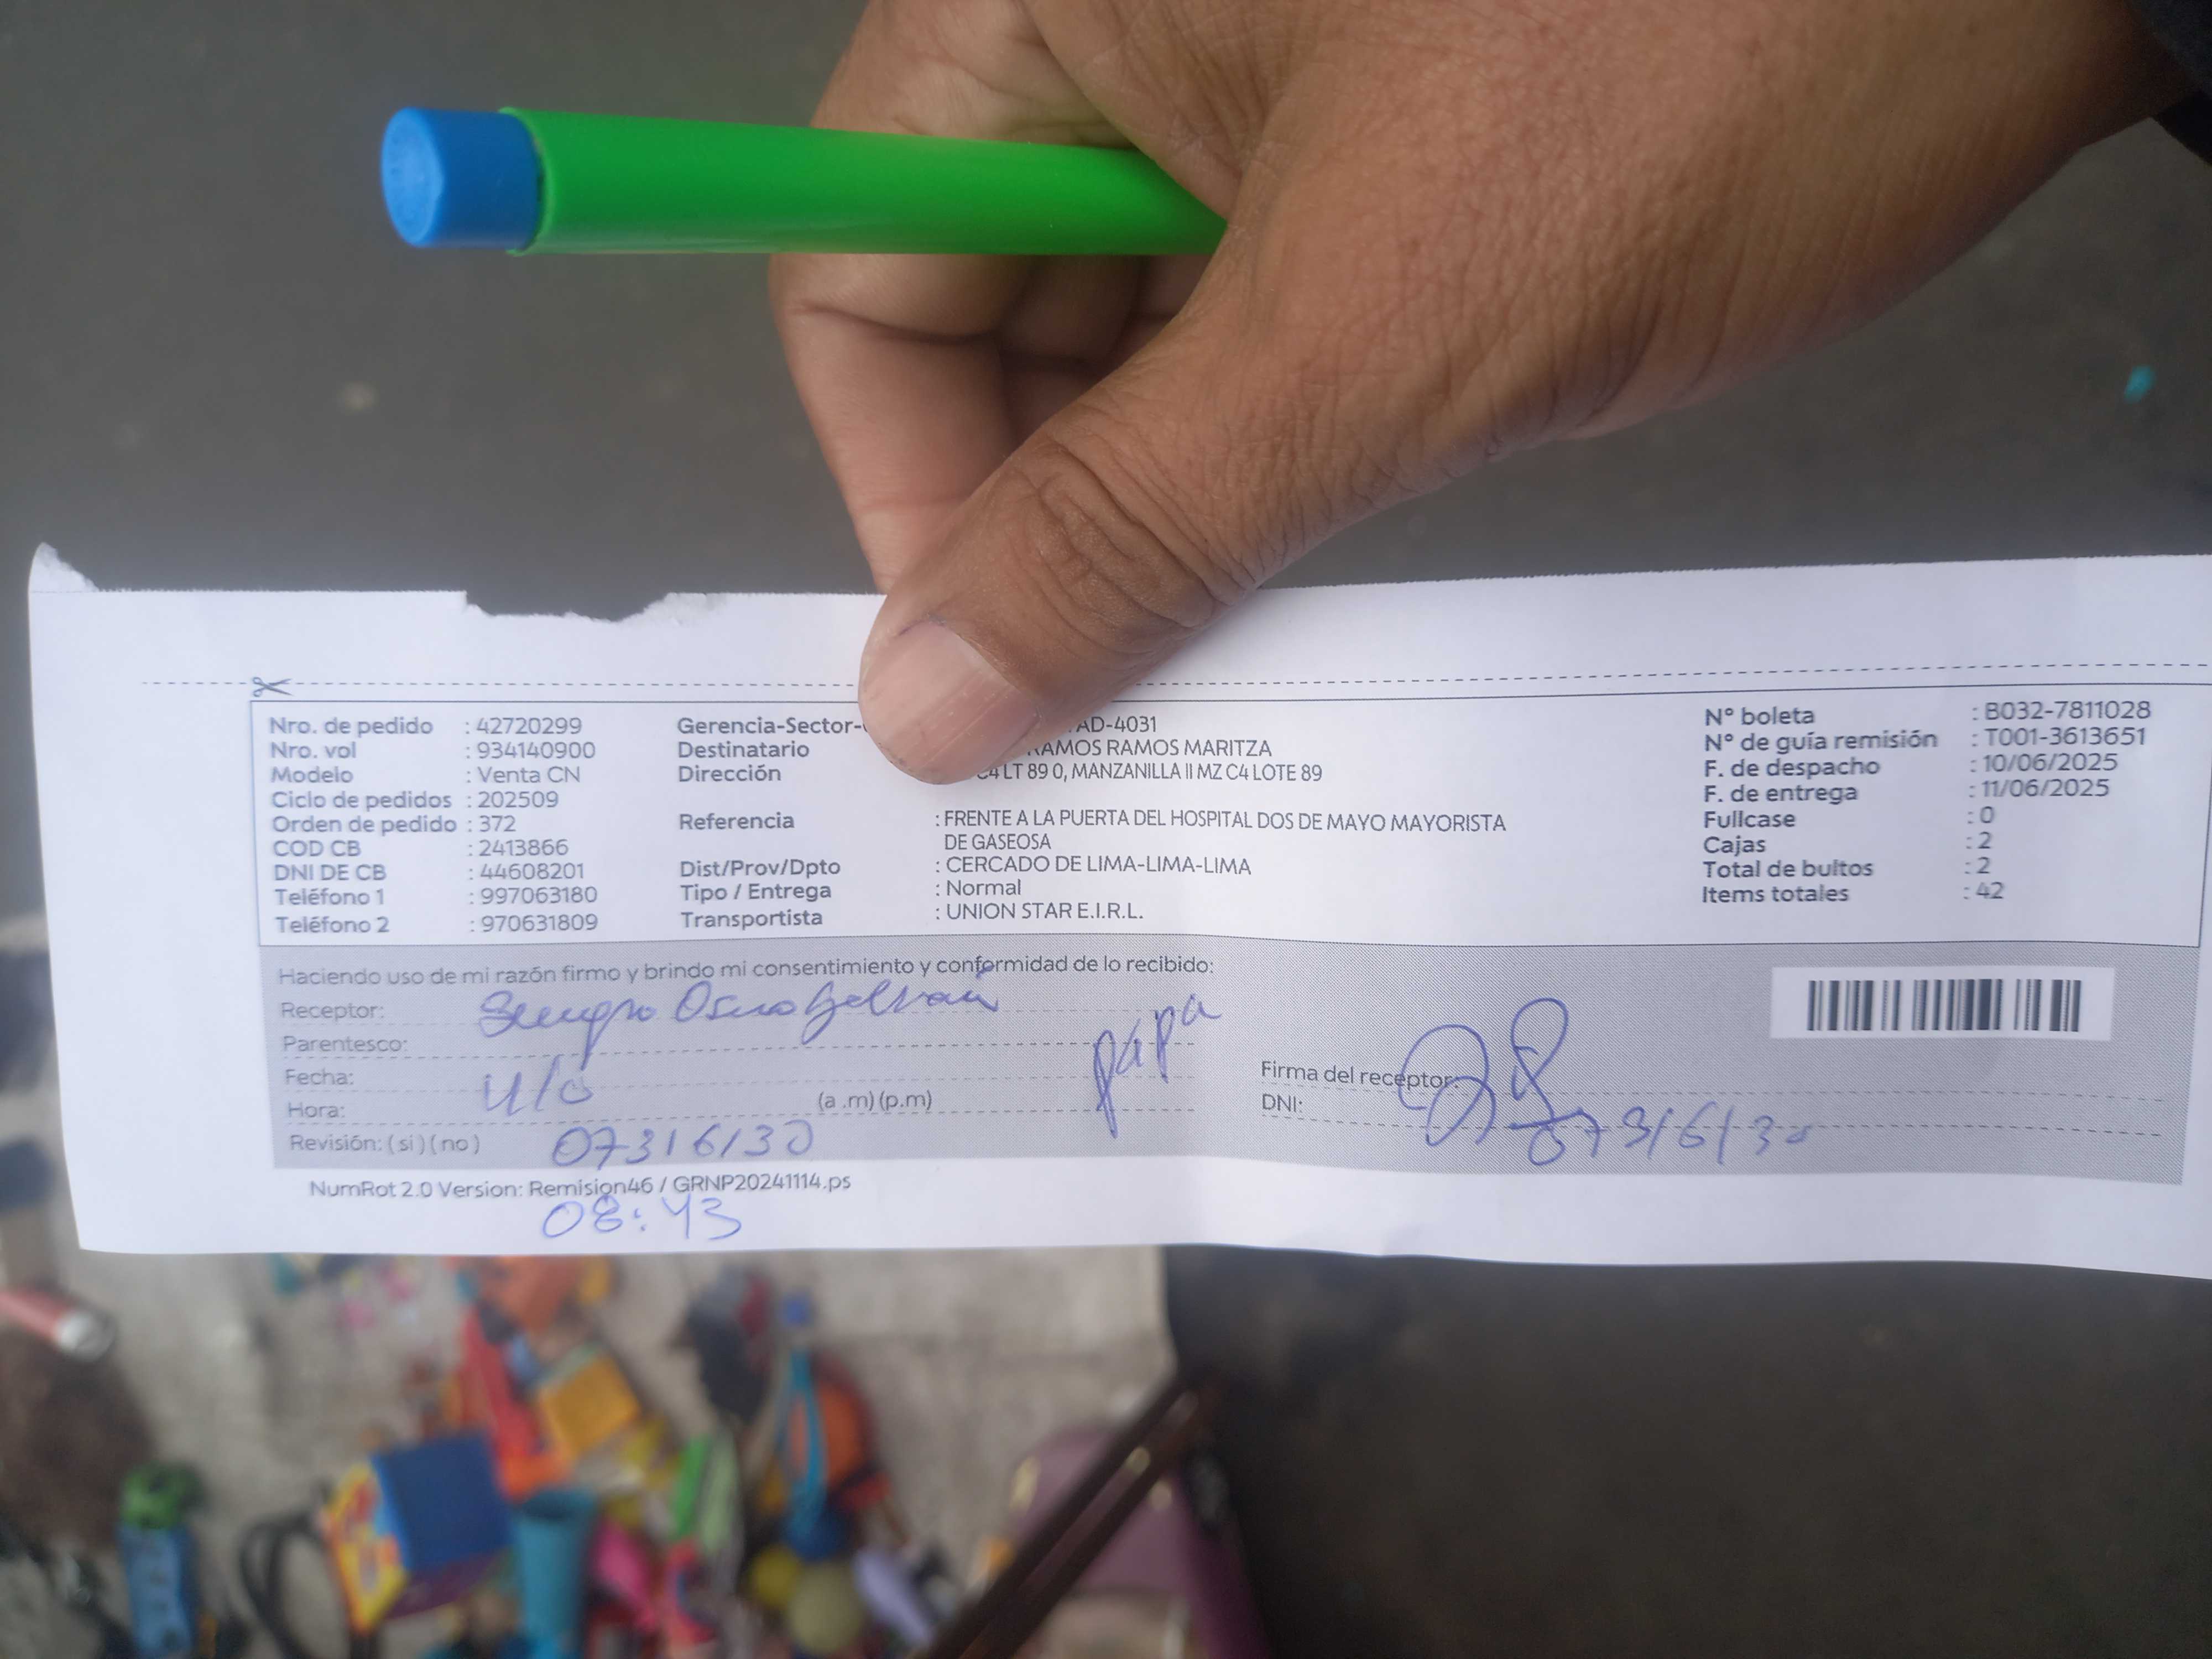 Nro. de pedido : 42720299
Nro. vol : 934140900
Modelo : Venta CN
Ciclo de pedidos : 202509
Orden de pedido : 372
COD CB : 2413866
DNI DE CB : 44608201
Teléfono 1 : 997063180
Teléfono 2 : 970631809
Gerencia-Sector- AD-4031
Destinatario RAMOS RAMOS MARITZA
Dirección C4 LT 89 0, MANZANILLA II MZ C4 LOTE 89
Referencia : FRENTE A LA PUERTA DEL HOSPITAL DOS DE MAYO MAYORISTA
DE GASEOSA
Dist/Prov/Dpto : CERCADO DE LIMA-LIMA-LIMA
Tipo / Entrega : Normal
Transportista : UNION STAR E.I.R.L.
N° boleta : B032-7811028
N° de guía remisión : T001-3613651
F. de despacho : 10/06/2025
F. de entrega : 11/06/2025
Fullcase : 0
Cajas : 2
Total de bultos : 2
Items totales : 42
Haciendo uso de mi razón firmo y brindo mi consentimiento y conformidad de lo recibido:
Receptor:
Parentesco: papa
Fecha:
Hora: (a .m) (p.m)
Revisión: ( si ) ( no ) 07316130
Firma del receptor:
DNI:
NumRot 2.0 Version: Remision46 / GRNP20241114.ps
08:43